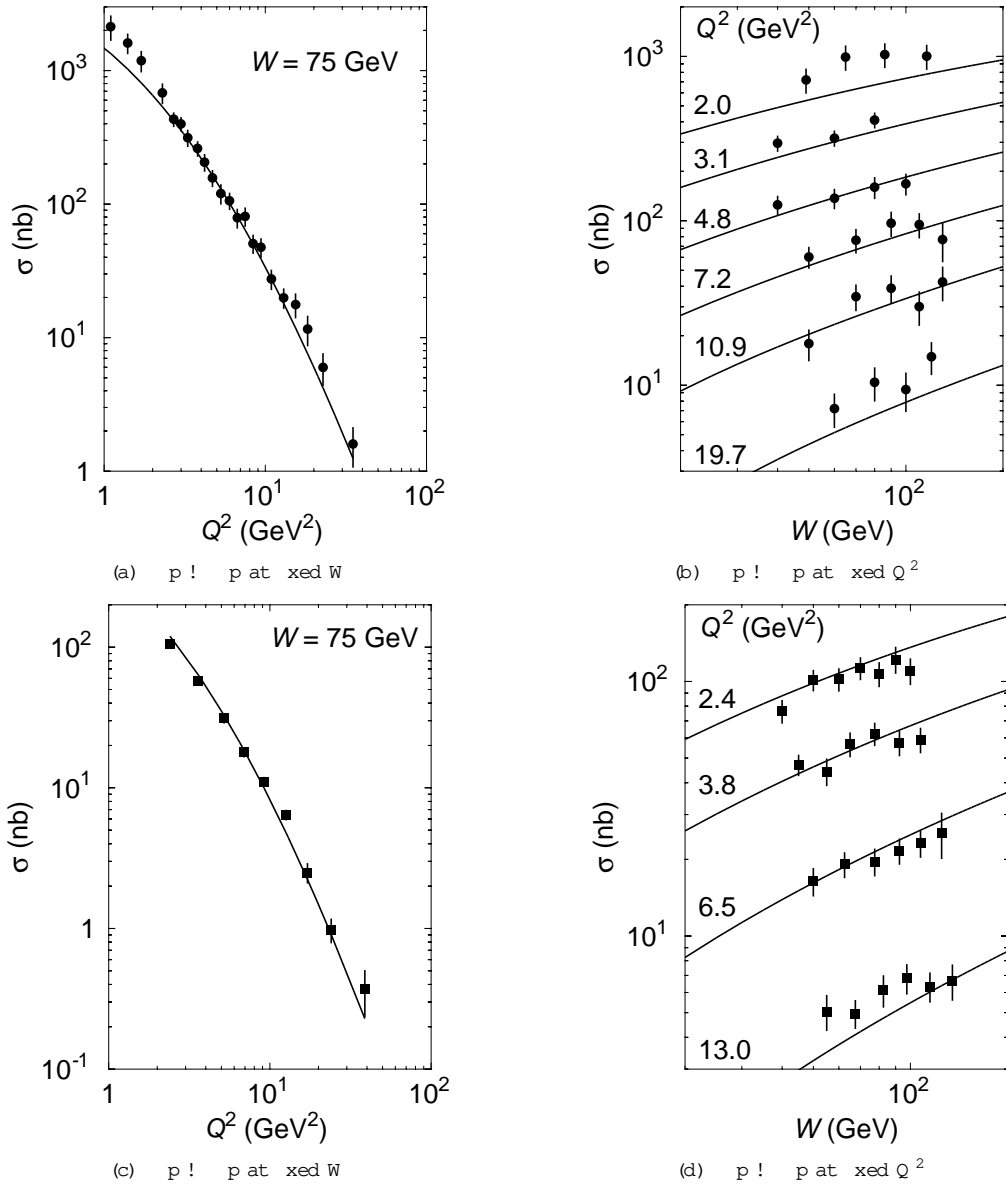 W = 75 GeV
10³
10²
10¹
1
σ (nb)
1
10¹
10²
Q² (GeV²)
(a) p ! p at xed W
Q² (GeV²)
10³
10²
10¹
σ (nb)
2.0
3.1
4.8
7.2
10.9
19.7
10²
W (GeV)
(b) p ! p at xed Q²
W = 75 GeV
10²
10¹
1
10⁻¹
σ (nb)
1
10¹
10²
Q² (GeV²)
(c) p ! p at xed W
Q² (GeV²)
10²
10¹
σ (nb)
2.4
3.8
6.5
13.0
10²
W (GeV)
(d) p ! p at xed Q²